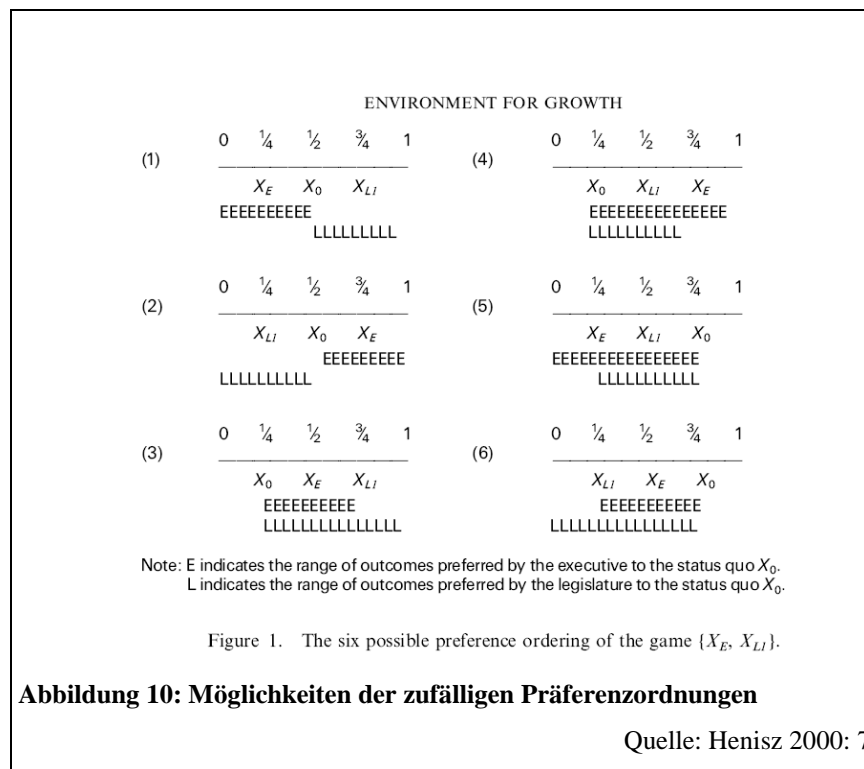 ENVIRONMENT FOR GROWTH
(1)
0 ¼ ½ ¾ 1
X_E X_0 X_LI
EEEEEEEEEE
LLLLLLLLL
(4)
0 ¼ ½ ¾ 1
X_0 X_LI X_E
EEEEEEEEEEEEEEE
LLLLLLLLLL
(2)
0 ¼ ½ ¾ 1
X_LI X_0 X_E
EEEEEEEEE
LLLLLLLLLL
(5)
0 ¼ ½ ¾ 1
X_E X_LI X_0
EEEEEEEEEEEEEEEE
LLLLLLLLLLL
(3)
0 ¼ ½ ¾ 1
X_0 X_E X_LI
EEEEEEEEEE
LLLLLLLLLLLLLLL
(6)
0 ¼ ½ ¾ 1
X_LI X_E X_0
EEEEEEEEEEE
LLLLLLLLLLLLLLLL
Note: E indicates the range of outcomes preferred by the executive to the status quo X_0.
L indicates the range of outcomes preferred by the legislature to the status quo X_0.
Figure 1. The six possible preference ordering of the game {X_E, X_LI}.
Abbildung 10: Möglichkeiten der zufälligen Präferenzordnungen
Quelle: Henisz 2000: 7